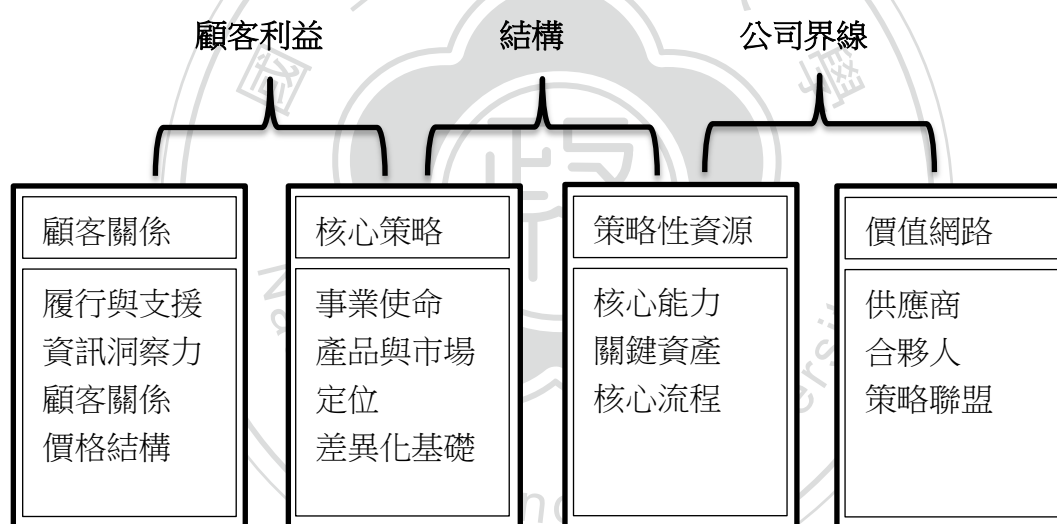 顧客利益
結構
公司界線
顧客關係
履行與支援
資訊洞察力
顧客關係
價格結構
核心策略
事業使命
產品與市場
定位
差異化基礎
策略性資源
核心能力
關鍵資產
核心流程
價值網路
供應商
合夥人
策略聯盟